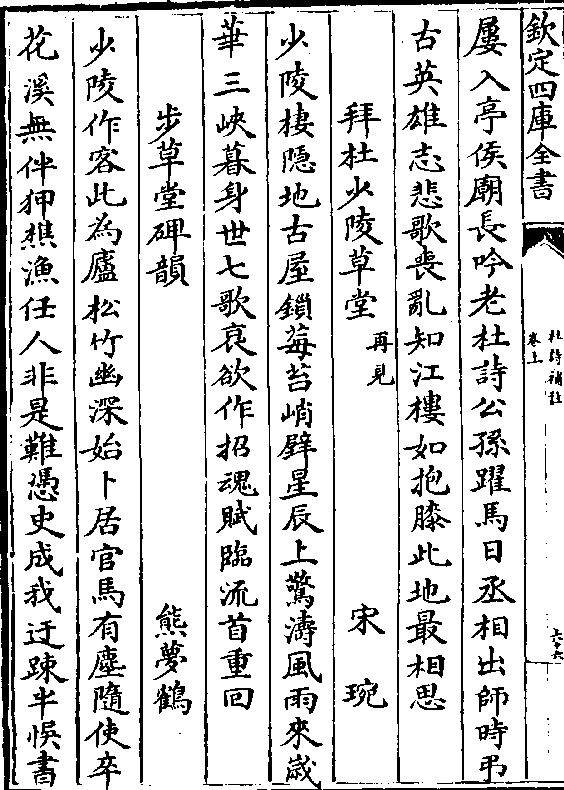 欽定四庫全書
杜詩補註
卷上
六十六
屡入亭侯廟長吟老杜詩公孫躍馬日丞相出師時弔
古英雄志悲歌喪亂知江樓如抱膝此地最相思
拜杜少陵草堂 再見 宋琬
少陵棲隱地古屋鎖莓苔峭壁星辰上驚濤風雨來歳
華三峽暮身世七歌哀欲作招魂賦臨流首重回
步草堂碑韻 熊夢鶴
少陵作客此為廬松竹幽深始卜居官馬有塵隨使卒
花溪無伴狎樵漁任人非是難憑史成我迂疎半悞書